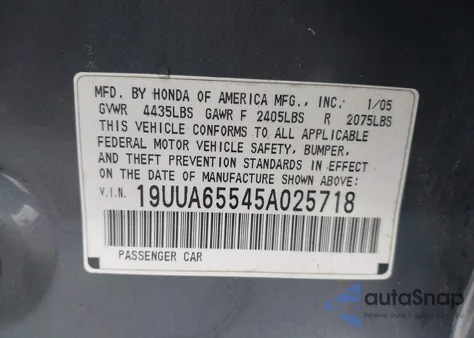 MFD. BY HONDA OF AMERICA MFG., INC. 1/05
GVWR 4435LBS GAWR F 2405LBS R 2075LBS
THIS VEHICLE CONFORMS TO ALL APPLICABLE
FEDERAL MOTOR VEHICLE SAFETY, BUMPER,
AND THEFT PREVENTION STANDARDS IN EFFECT
ON THE DATE OF MANUFACTURE SHOWN ABOVE.
V.I.N. 19UUA65545A025718
PASSENGER CAR
autoSnap